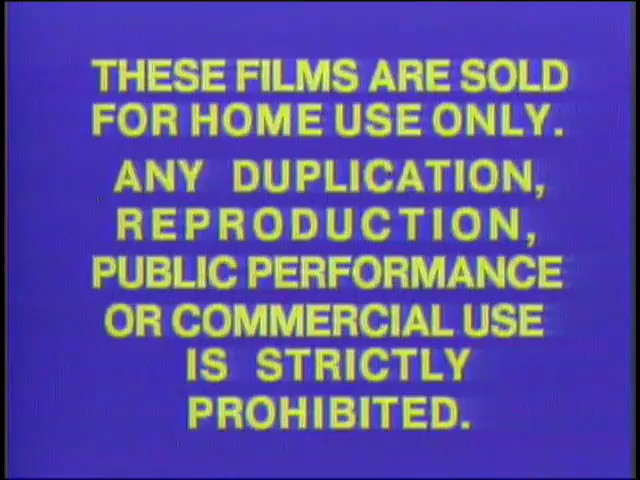 THESE FILMS ARE SOLD
FOR HOME USE ONLY.
ANY DUPLICATION,
REPRODUCTION,
PUBLIC PERFORMANCE
OR COMMERCIAL USE
IS STRICTLY
PROHIBITED.